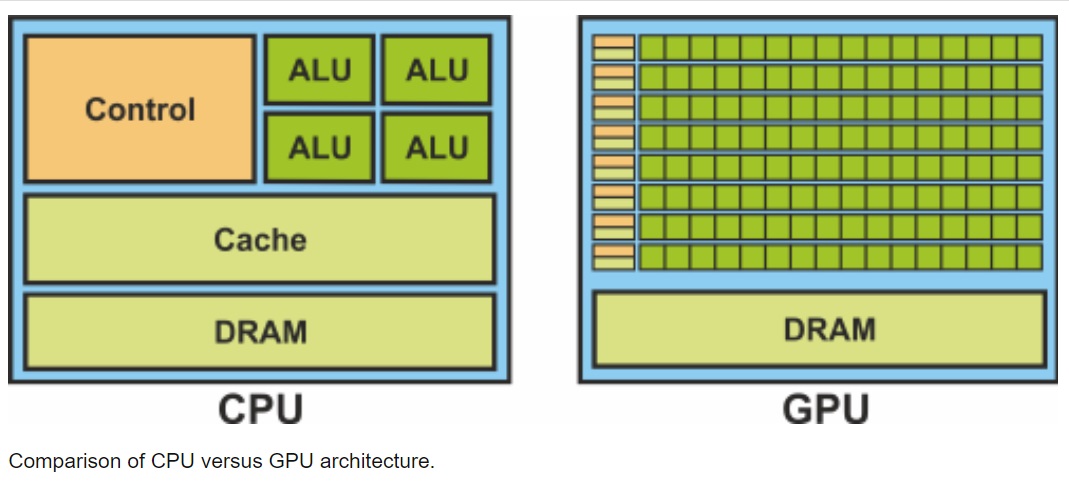 Control
ALU ALU
ALU ALU
Cache
DRAM
CPU
DRAM
GPU
Comparison of CPU versus GPU architecture.